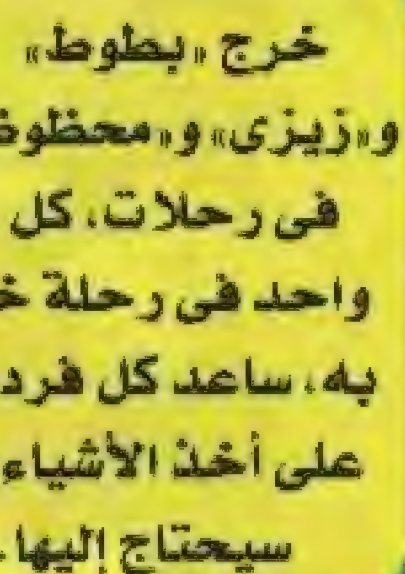 خرج «بطوط»
و«زيزى» و«محظوظ
فى رحلات، كل
واحد فى رحلة خ
به، ساعد كل فرد
على أخذ الأشياء
سيحتاج إليها.